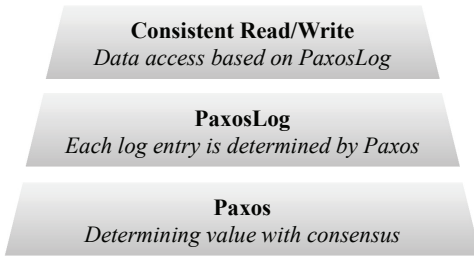 Consistent Read/Write
Data access based on PaxosLog
PaxosLog
Each log entry is determined by Paxos
Paxos
Determining value with consensus